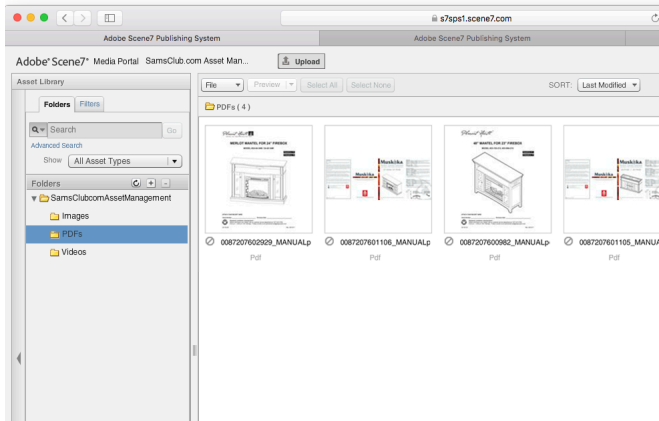 s7sps1.scene7.com
Adobe Scene7 Publishing System
Adobe Scene7 Publishing System
Adobe® Scene7® Media Portal SamsClub.com Asset Man...
Upload
Asset Library
File
Preview
Select All
Select None
SORT: Last Modified
Folders
Filters
PDFs ( 4 )
Search
Go
Advanced Search
Show
All Asset Types
Folders
SamsClubcomAssetManagement
Images
PDFs
Videos
MERLOT MANTEL FOR 24" FIREBOX
Muskoka
Muskoka
0087207602929_MANUALp
0087207601106_MANUALp
0087207600982_MANUALp
0087207601105_MANUA
Pdf
Pdf
Pdf
Pdf